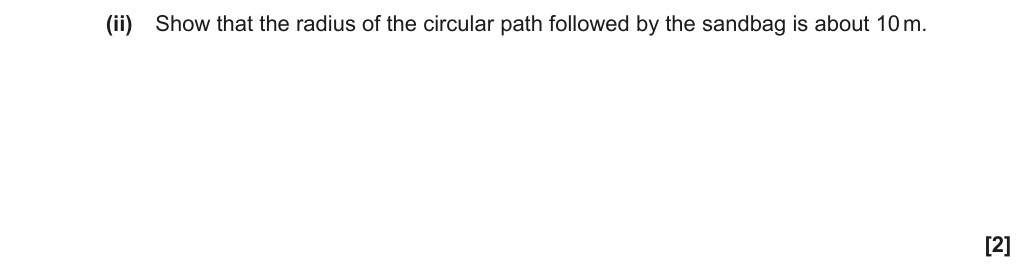 (ii) Show that the radius of the circular path followed by the sandbag is about 10 m.
[2]